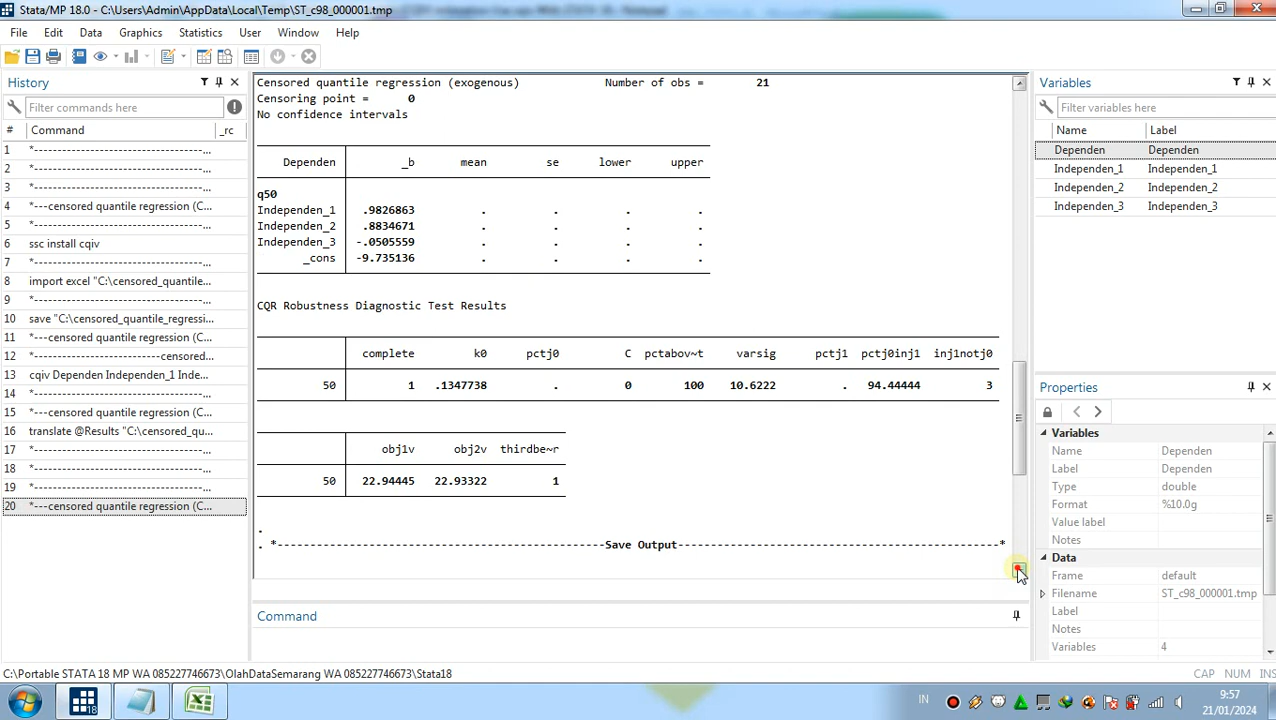 Stata/MP 18.0 - C:\Users\Admin\AppData\Local\Temp\ST_c98_000001.tmp
File Edit Data Graphics Statistics User Window Help
History
Filter commands here
# Command _rc
1 *---------------------------------...
2 *---------------------------------...
3 *---------------------------------...
4 *---censored quantile regression (C...
5 *---------------------------------...
6 ssc install cqiv
7 *---------------------------------...
8 import excel "C:\censored_quantile...
9 *---------------------------------...
10 save "C:\censored_quantile_regressi...
11 *---censored quantile regression (C...
12 *----------------------------censored...
13 cqiv Dependen Independen_1 Inde...
14 *---------------------------------...
15 *---censored quantile regression (C...
16 translate @Results "C:\censored_qu...
17 *---------------------------------...
18 *---------------------------------...
19 *---------------------------------...
20 *---censored quantile regression (C...
Censored quantile regression (exogenous) Number of obs = 21
Censoring point = 0
No confidence intervals
Dependen _b mean se lower upper
q50
Independen_1 .9826863 . . . .
Independen_2 .8834671 . . . .
Independen_3 -.0505559 . . . .
_cons -9.735136 . . . .
CQR Robustness Diagnostic Test Results
complete k0 pctj0 C pctabov~t varsig pctj1 pctj0inj1 inj1notj0
50 1 .1347738 . 0 100 10.6222 . 94.44444 3
obj1v obj2v thirdbe~r
50 22.94445 22.93322 1
.
. *--------------------------------------Save Output--------------------------------------*
Command
Variables
Filter variables here
Name Label
Dependen Dependen
Independen_1 Independen_1
Independen_2 Independen_2
Independen_3 Independen_3
Properties
Variables
Name Dependen
Label Dependen
Type double
Format %10.0g
Value label
Notes
Data
Frame default
Filename ST_c98_000001.tmp
Label
Notes
Variables 4
C:\Portable STATA 18 MP WA 085227746673\OlahDataSemarang WA 085227746673\Stata18
CAP NUM INS
18
IN
9:57
21/01/2024